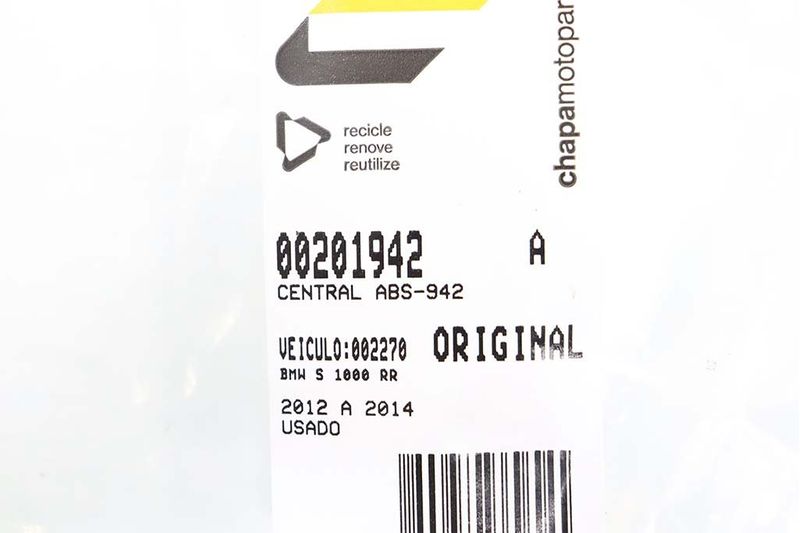 chapamotopar
recicle
renove
reutilize
00201942 A
CENTRAL ABS-942
VEICULO:002270 ORIGINAL
BMW S 1000 RR
2012 A 2014
USADO